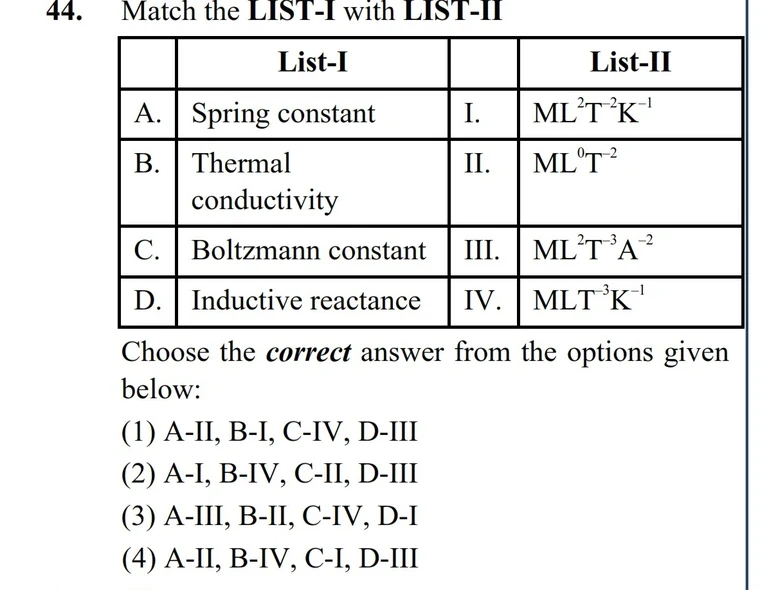 44. Match the LIST-I with LIST-II
List-I List-II
A. Spring constant I. ML²T⁻²K⁻¹
B. Thermal conductivity II. ML⁰T⁻²
C. Boltzmann constant III. ML²T⁻³A⁻²
D. Inductive reactance IV. MLT⁻³K⁻¹
Choose the correct answer from the options given
below:
(1) A-II, B-I, C-IV, D-III
(2) A-I, B-IV, C-II, D-III
(3) A-III, B-II, C-IV, D-I
(4) A-II, B-IV, C-I, D-III